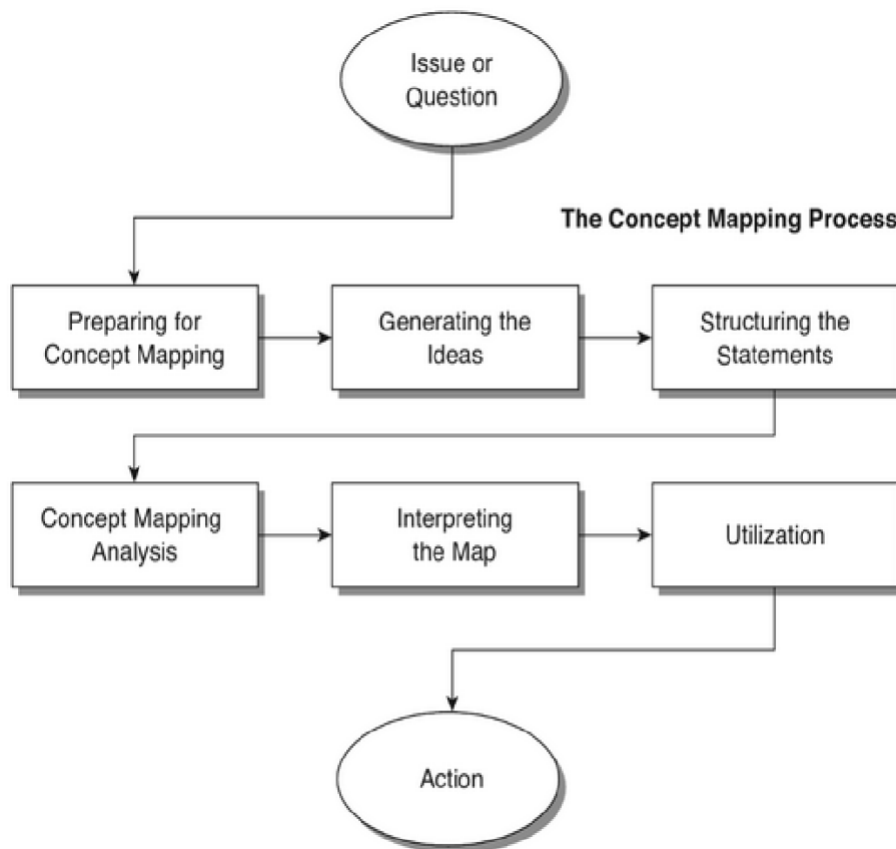 Issue or
Question
The Concept Mapping Process
Preparing for
Concept Mapping
Generating the
Ideas
Structuring the
Statements
Concept Mapping
Analysis
Interpreting
the Map
Utilization
Action